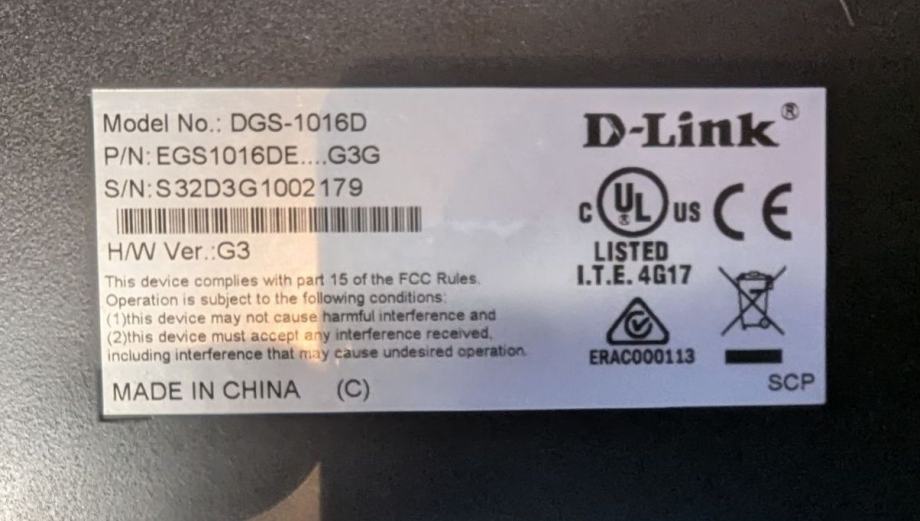 Model No.: DGS-1016D
P/N: EGS1016DE....G3G
S/N: S32D3G1002179
H/W Ver.:G3
This device complies with part 15 of the FCC Rules.
Operation is subject to the following conditions:
(1)this device may not cause harmful interference and
(2)this device must accept any interference received,
including interference that may cause undesired operation.
MADE IN CHINA (C)
D-Link®
C UL US CE
LISTED
I.T.E. 4G17
ERAC000113
SCP